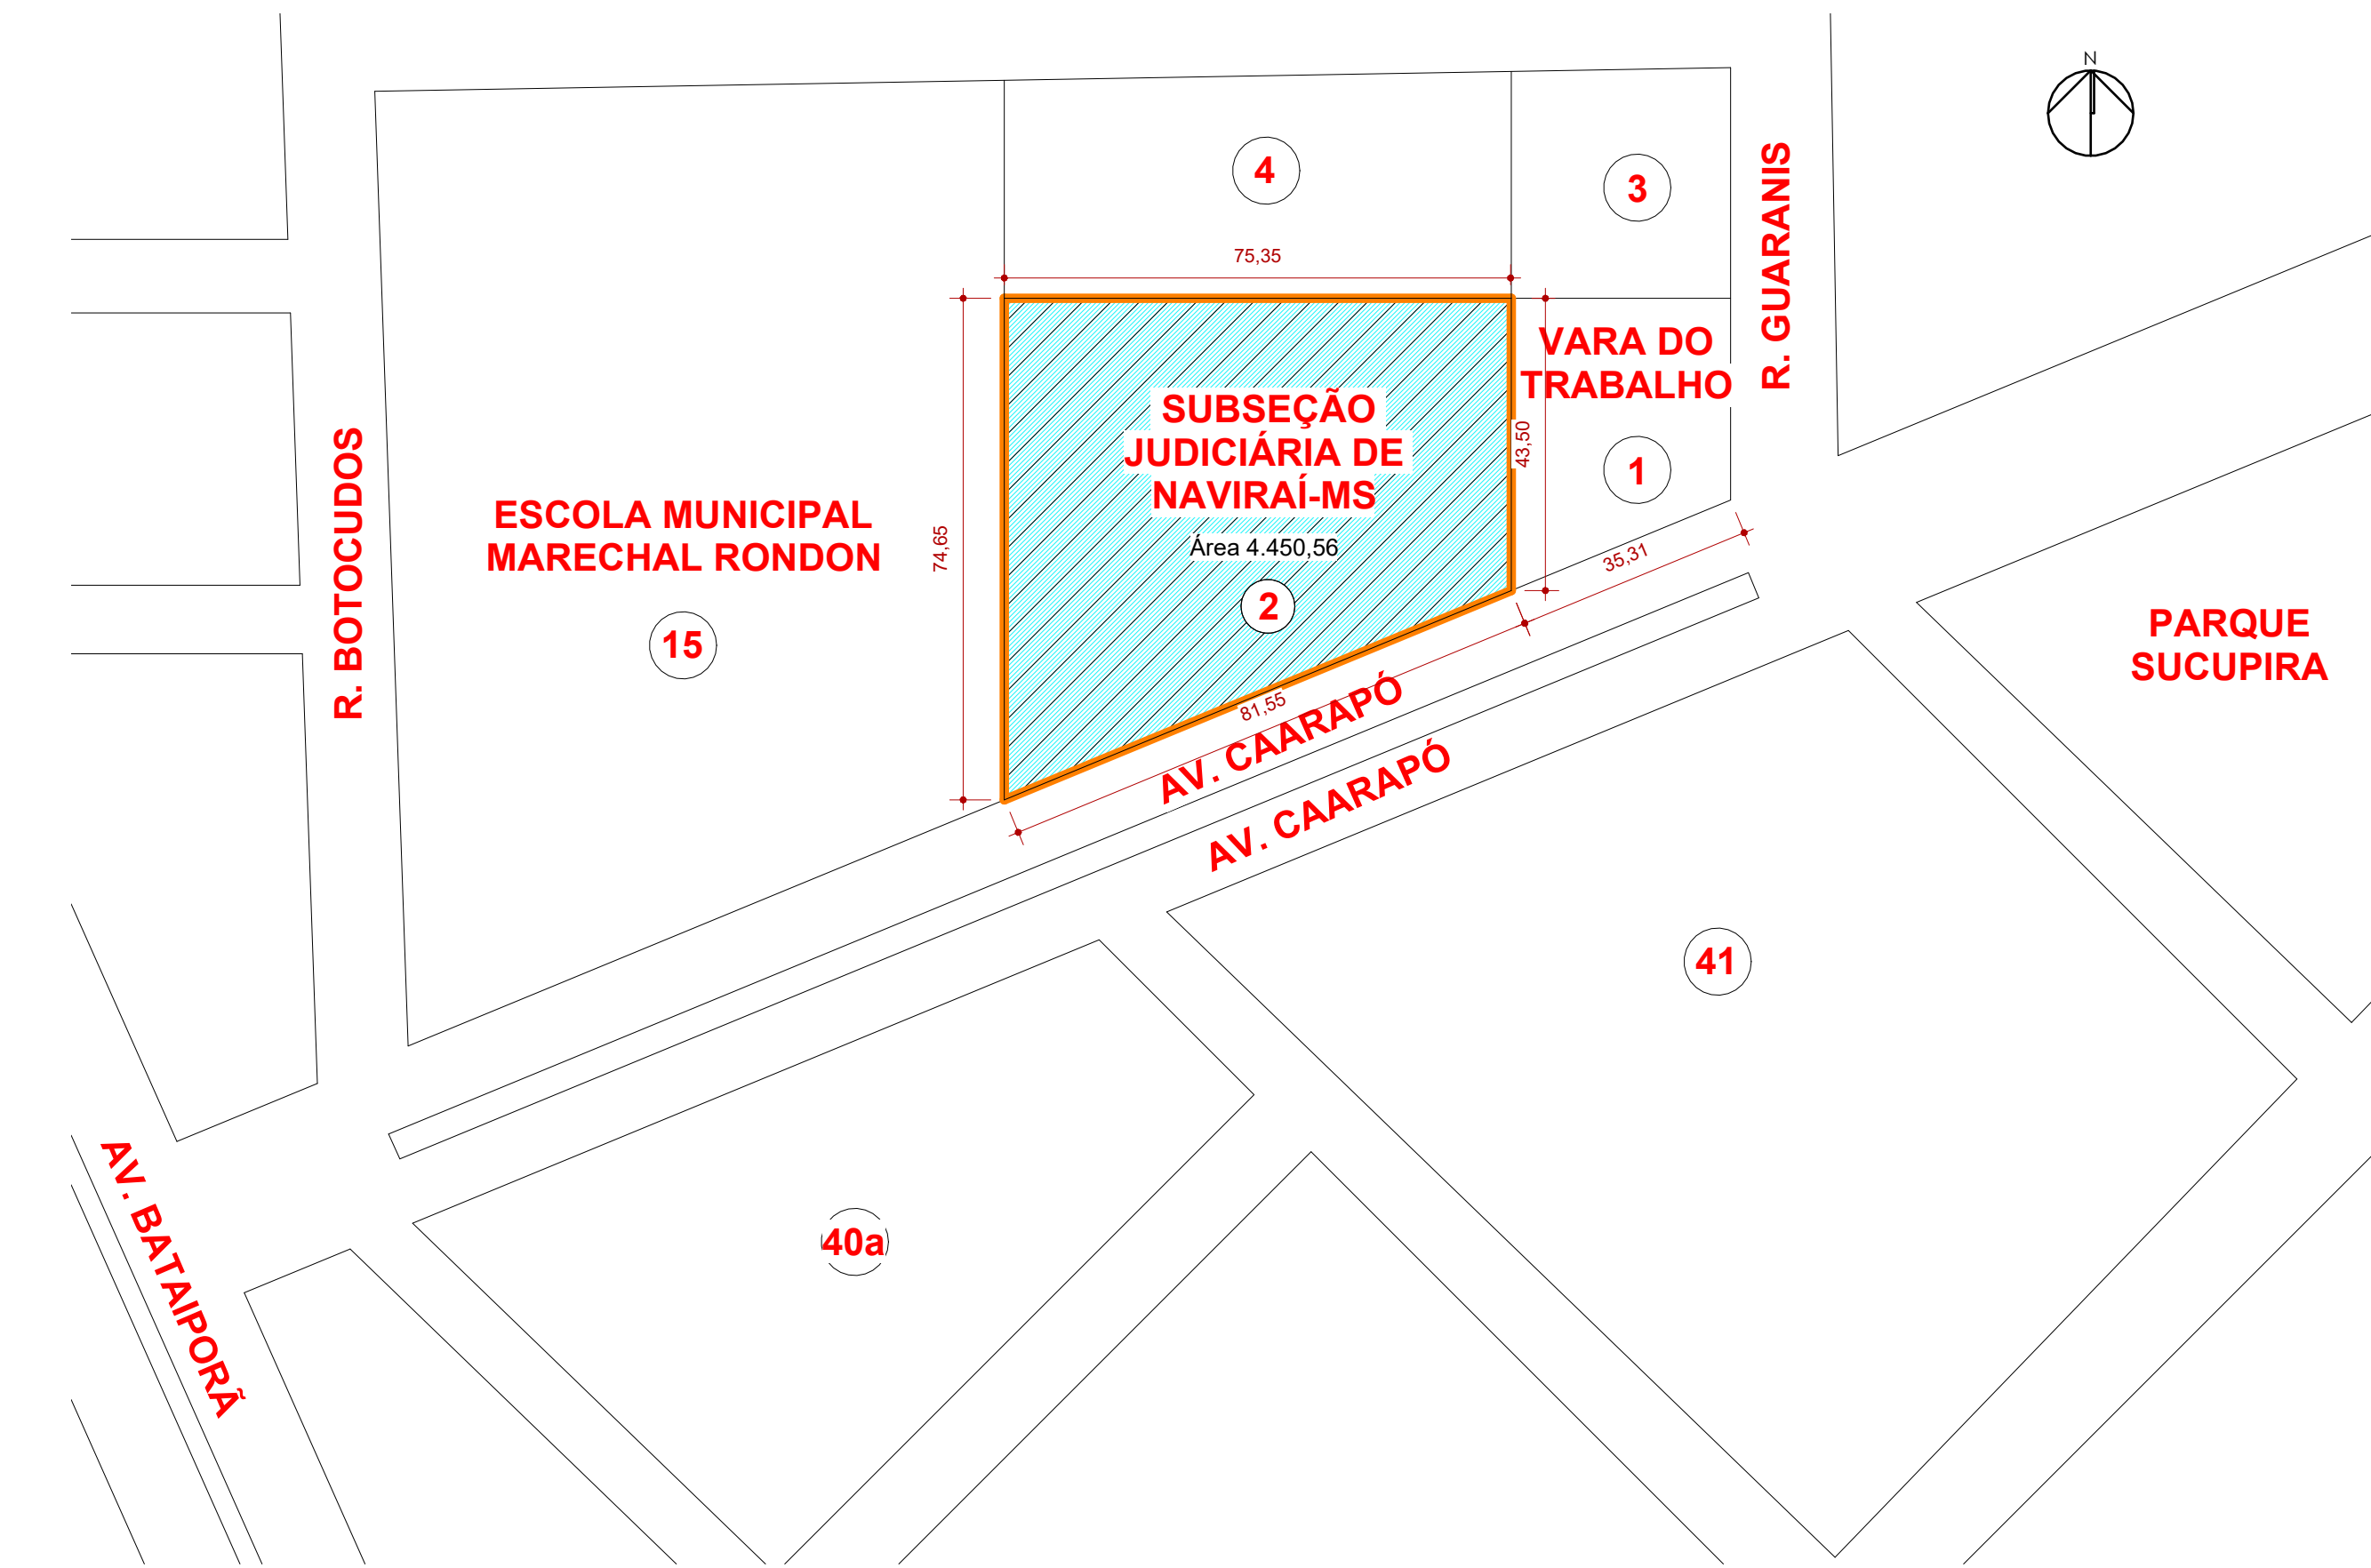 N
4
3
R. GUARANIS
75,35
VARA DO
TRABALHO
SUBSEÇÃO
JUDICIÁRIA DE
NAVIRAÍ-MS
43,50
1
R. BOTOCUDOS
ESCOLA MUNICIPAL
MARECHAL RONDON
74,65
Área 4.450,56
35,31
2
15
PARQUE
SUCUPIRA
81,55
AV. CAARAPÓ
AV. CAARAPÓ
41
40a
AV. BATAIPORÃ